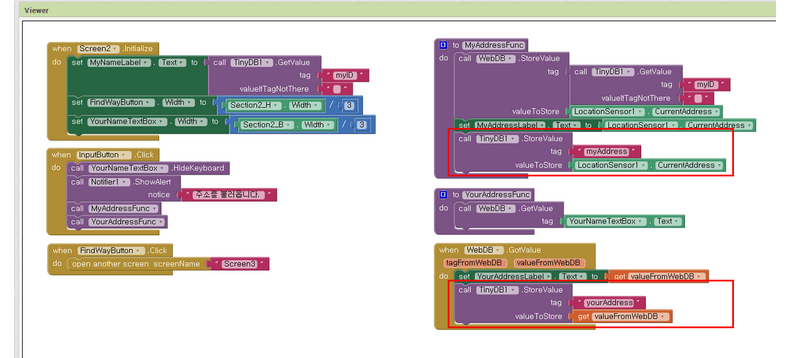 Viewer
when Screen2 .Initialize
do set MyNameLabel . Text to call TinyDB1 .GetValue
tag " myID "
valueIfTagNotThere " "
set FindWayButton . Width to Section2_H . Width / 3
set YourNameTextBox . Width to Section2_B . Width / 3
when InputButton .Click
do call YourNameTextBox .HideKeyboard
call Notifier1 .ShowAlert
notice " 주소를 불러옵니다. "
call MyAddressFunc
call YourAddressFunc
when FindWayButton .Click
do open another screen screenName " Screen3 "
to MyAddressFunc
do call WebDB .StoreValue
tag call TinyDB1 .GetValue
tag " myID "
valueIfTagNotThere " "
valueToStore LocationSensor1 . CurrentAddress
set MyAddressLabel . Text to LocationSensor1 . CurrentAddress
call TinyDB1 .StoreValue
tag " myAddress "
valueToStore LocationSensor1 . CurrentAddress
to YourAddressFunc
do call WebDB .GetValue
tag YourNameTextBox . Text
when WebDB .GotValue
tagFromWebDB valueFromWebDB
do set YourAddressLabel . Text to get valueFromWebDB
call TinyDB1 .StoreValue
tag " yourAddress "
valueToStore get valueFromWebDB